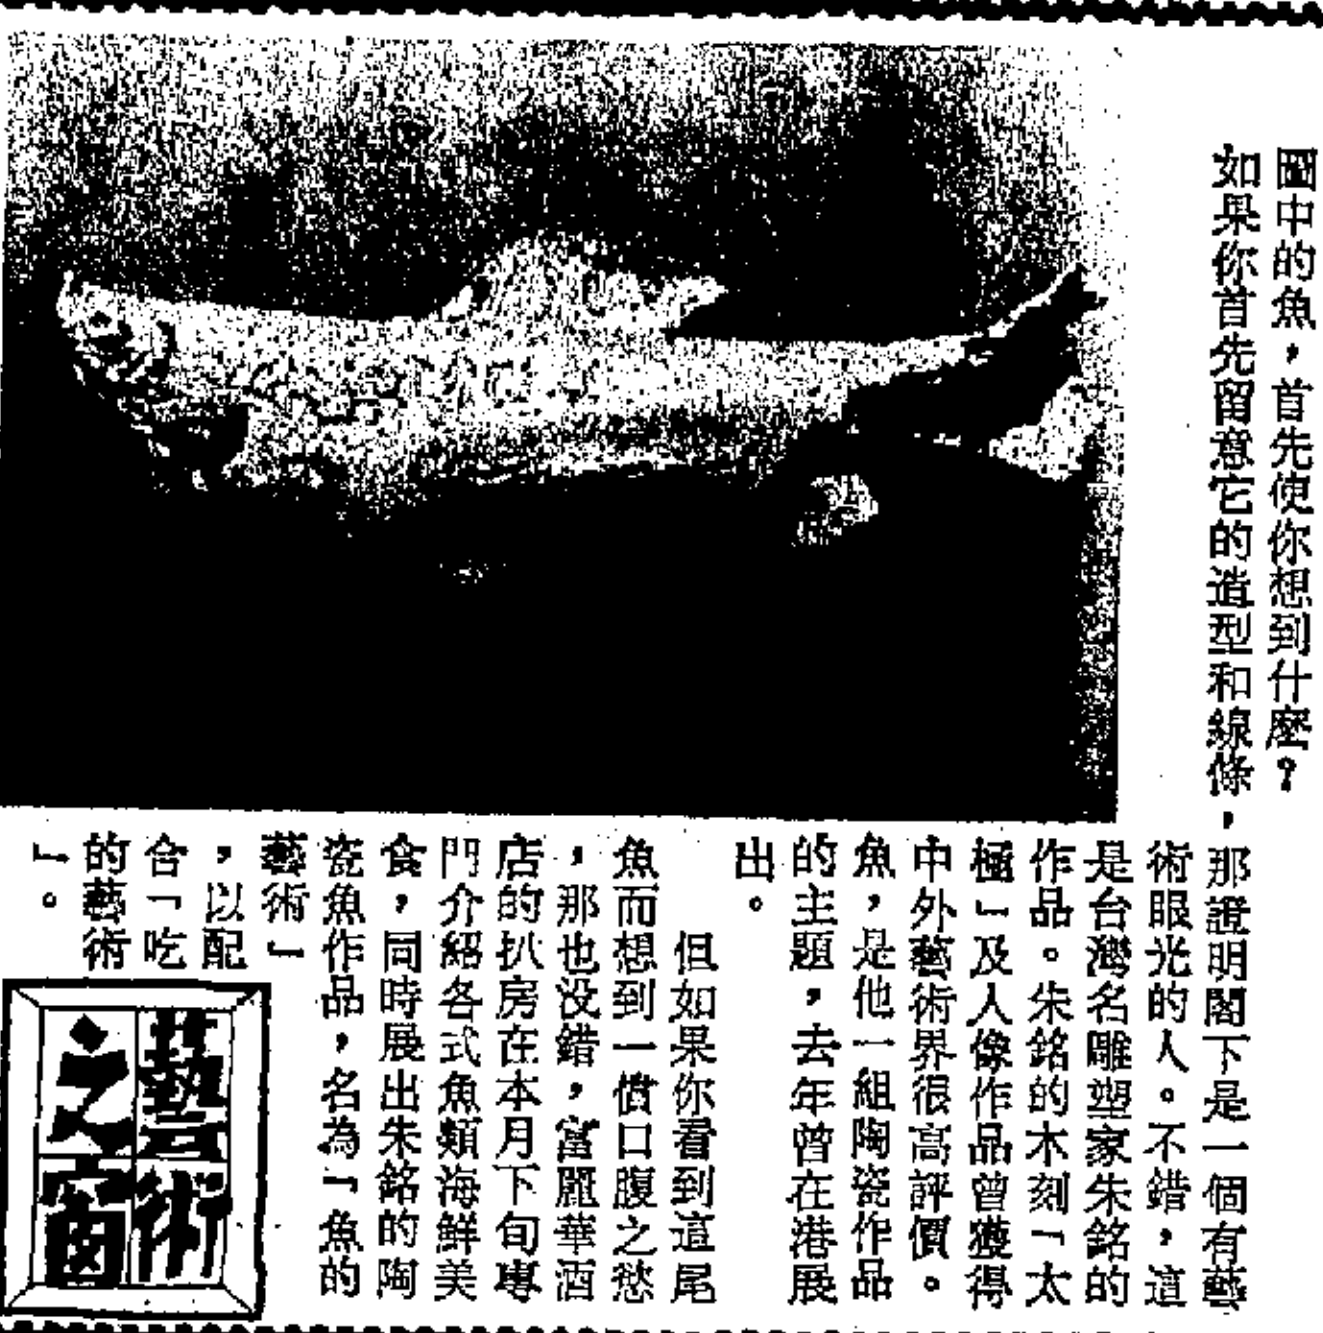 圖中的魚，首先使你想到什麼？
如果你首先留意它的造型和線條，那證明閣下是一個有藝
術眼光的人。不錯，這
是台灣名雕塑家朱銘的
作品。朱銘的木刻「太
極」及人像作品曾獲得
中外藝術界很高評價。
魚，是他一組陶瓷作品
的主題，去年曾在港展
出。
但如果你看到這尾
魚而想到一償口腹之慾
，那也没錯，富麗華酒
店的扒房在本月下旬專
門介紹各式魚類海鮮美
食，同時展出朱銘的陶
瓷魚作品，名為「魚的
藝術」
，以配
合「吃
的藝術
」。
藝術
之窗